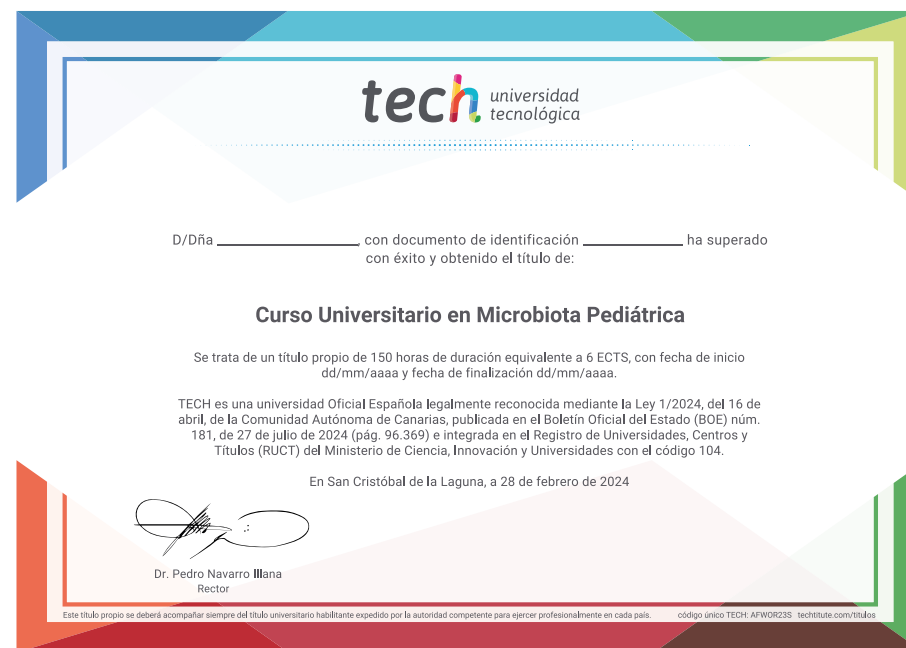 tech universidad
tecnológica
D/Dña ____________________, con documento de identificación ______________ ha superado
con éxito y obtenido el título de:
Curso Universitario en Microbiota Pediátrica
Se trata de un título propio de 150 horas de duración equivalente a 6 ECTS, con fecha de inicio
dd/mm/aaaa y fecha de finalización dd/mm/aaaa.
TECH es una universidad Oficial Española legalmente reconocida mediante la Ley 1/2024, del 16 de
abril, de la Comunidad Autónoma de Canarias, publicada en el Boletín Oficial del Estado (BOE) núm.
181, de 27 de julio de 2024 (pág. 96.369) e integrada en el Registro de Universidades, Centros y
Títulos (RUCT) del Ministerio de Ciencia, Innovación y Universidades con el código 104.
En San Cristóbal de la Laguna, a 28 de febrero de 2024
Dr. Pedro Navarro Illana
Rector
Este título propio se deberá acompañar siempre del título universitario habilitante expedido por la autoridad competente para ejercer profesionalmente en cada país. código único TECH: AFWOR23S techtitute.com/titulos